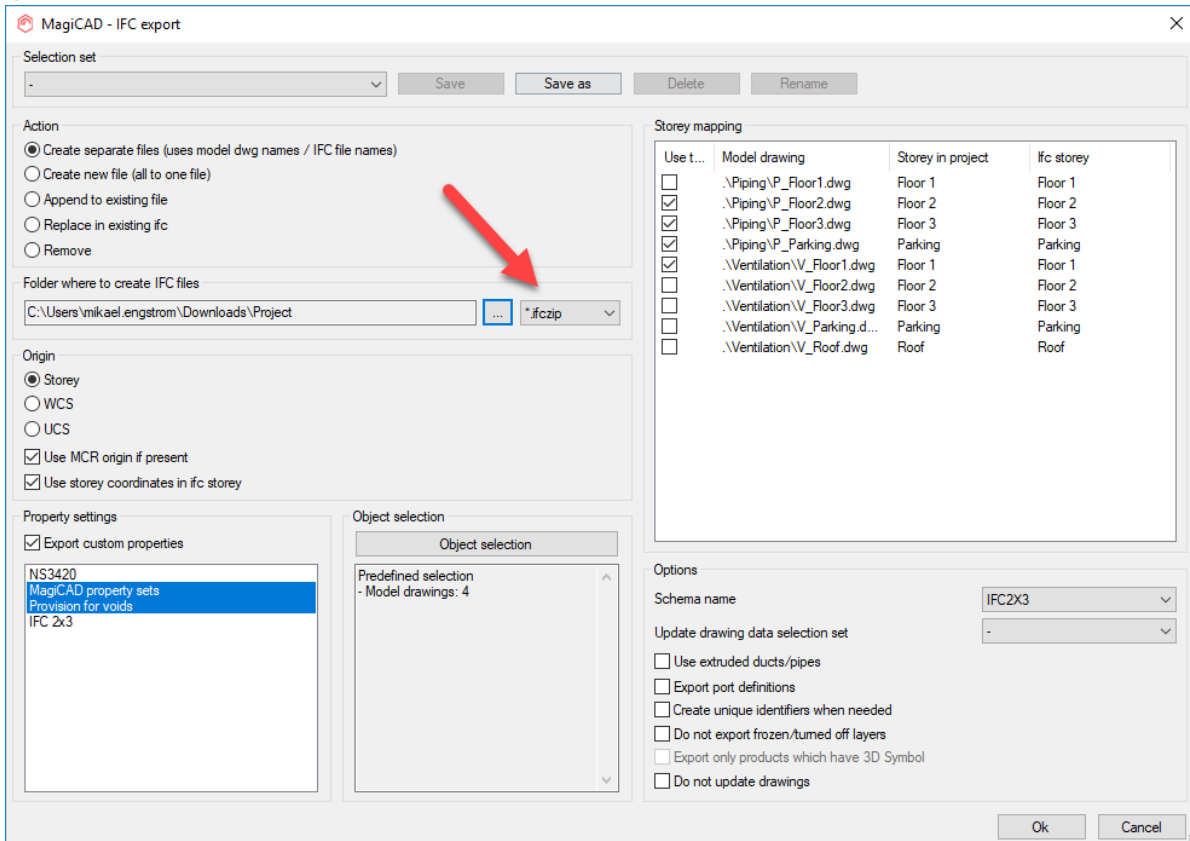 MagiCAD - IFC export
Selection set
-
Save
Save as
Delete
Rename
Action
Create separate files (uses model dwg names / IFC file names)
Create new file (all to one file)
Append to existing file
Replace in existing ifc
Remove
Folder where to create IFC files
C:\Users\mikael.engstrom\Downloads\Project
...
*.ifczip
Origin
Storey
WCS
UCS
Use MCR origin if present
Use storey coordinates in ifc storey
Property settings
Export custom properties
NS3420
MagiCAD property sets
Provision for voids
IFC 2x3
Object selection
Object selection
Predefined selection
- Model drawings: 4
Storey mapping
Use t... Model drawing Storey in project Ifc storey
.\Piping\P_Floor1.dwg Floor 1 Floor 1
.\Piping\P_Floor2.dwg Floor 2 Floor 2
.\Piping\P_Floor3.dwg Floor 3 Floor 3
.\Piping\P_Parking.dwg Parking Parking
.\Ventilation\V_Floor1.dwg Floor 1 Floor 1
.\Ventilation\V_Floor2.dwg Floor 2 Floor 2
.\Ventilation\V_Floor3.dwg Floor 3 Floor 3
.\Ventilation\V_Parking.d... Parking Parking
.\Ventilation\V_Roof.dwg Roof Roof
Options
Schema name IFC2X3
Update drawing data selection set -
Use extruded ducts/pipes
Export port definitions
Create unique identifiers when needed
Do not export frozen/turned off layers
Export only products which have 3D Symbol
Do not update drawings
Ok
Cancel